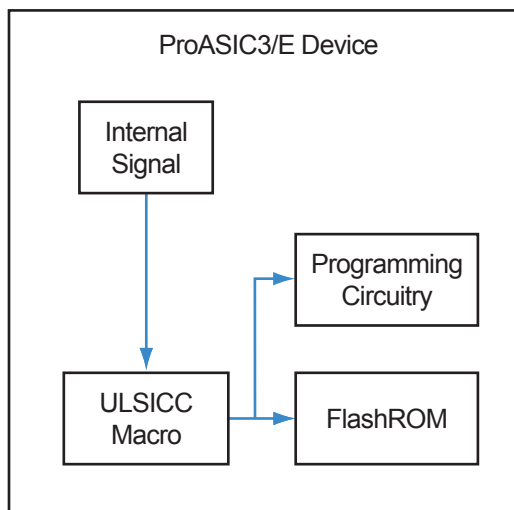 ProASIC3/E Device
Internal
Signal
Programming
Circuitry
ULSICC
Macro
FlashROM